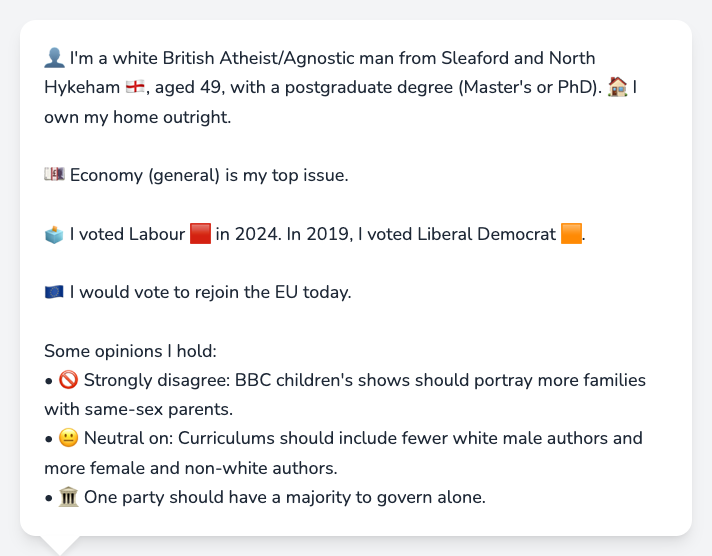 👤 I'm a white British Atheist/Agnostic man from Sleaford and North
Hykeham 🏴󠁧󠁢󠁥󠁮󠁧󠁿, aged 49, with a postgraduate degree (Master's or PhD). 🏠 I
own my home outright.
💷 Economy (general) is my top issue.
🗳️ I voted Labour 🟥 in 2024. In 2019, I voted Liberal Democrat 🟧.
🇪🇺 I would vote to rejoin the EU today.
Some opinions I hold:
• 🚫 Strongly disagree: BBC children's shows should portray more families
with same-sex parents.
• 😐 Neutral on: Curriculums should include fewer white male authors and
more female and non-white authors.
• 🏛️ One party should have a majority to govern alone.